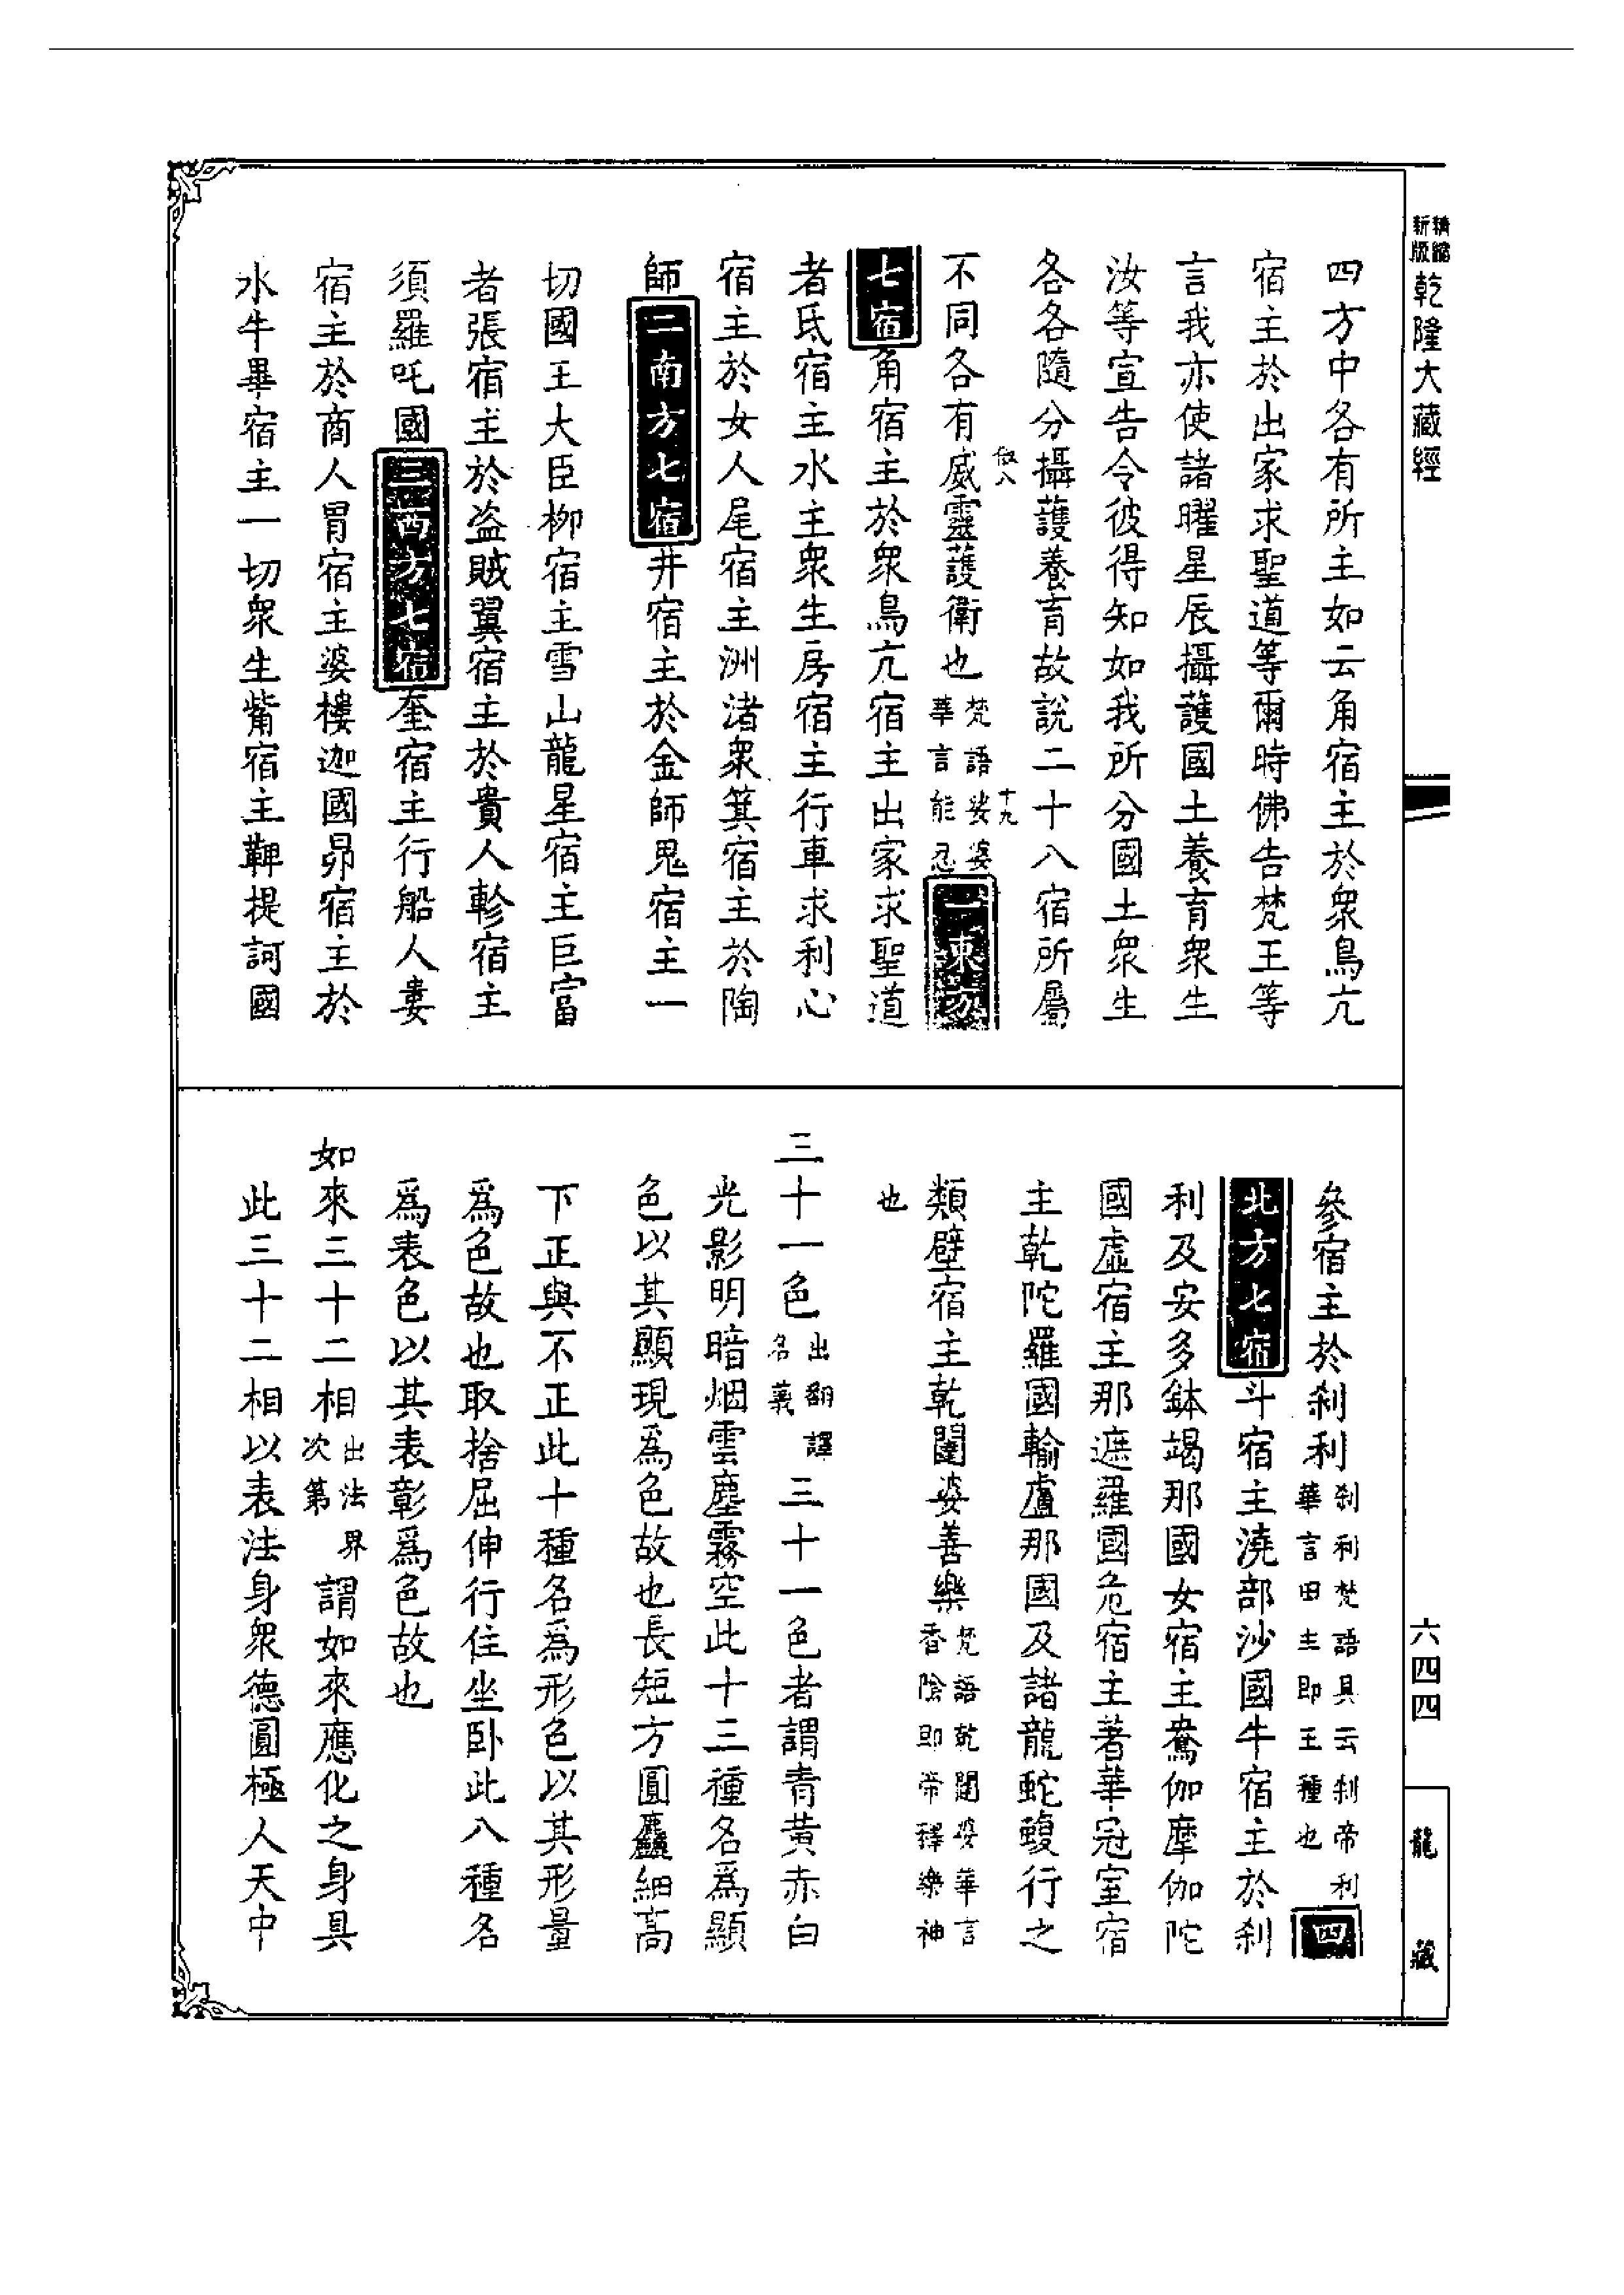 精縮
新版
乾隆大藏經
六四四
龍藏
四方中各有所主如云角宿主於眾鳥亢
宿主於出家求聖道等爾時佛告梵王等
言我亦使諸曜星辰攝護國土養育眾生
汝等宣告令彼得知如我所分國土眾生
各各隨分攝護養育故說二十八宿所屬
不同各有威靈護衛也梵語娑婆華言能忍一東方
七宿角宿主於眾鳥亢宿主出家求聖道
者氐宿主水主眾生房宿主行車求利心
宿主於女人尾宿主洲渚眾箕宿主於陶
師二南方七宿井宿主於金師鬼宿主一
切國王大臣柳宿主雪山龍星宿主巨富
者張宿主於盜賊翼宿主於貴人軫宿主
須羅吒國三西方七宿奎宿主行船人婁
宿主於商人胃宿主婆樓迦國昴宿主於
水牛畢宿主一切眾生觜宿主鞞提訶國
參宿主於剎利剎利梵語具云剎帝利華言田主即王種也四
北方七宿斗宿主澆部沙國牛宿主於剎
利及安多鉢竭那國女宿主鴦伽摩伽陀
國虛宿主那遮羅國危宿主著華冠室宿
主乾陀羅國輸盧那國及諸龍蛇蝮行之
類壁宿主乾闥婆善樂梵語乾闥婆華言香陰即帝釋樂神
也
三十一色出翻譯名義三十一色者謂青黃赤白
光影明暗烟雲塵霧空此十三種名為顯
色以其顯現為色故也長短方圓麤細高
下正與不正此十種名為形色以其形量
為色故也取捨屈伸行住坐臥此八種名
為表色以其表彰為色故也
如來三十二相出法界次第謂如來應化之身具
此三十二相以表法身眾德圓極人天中